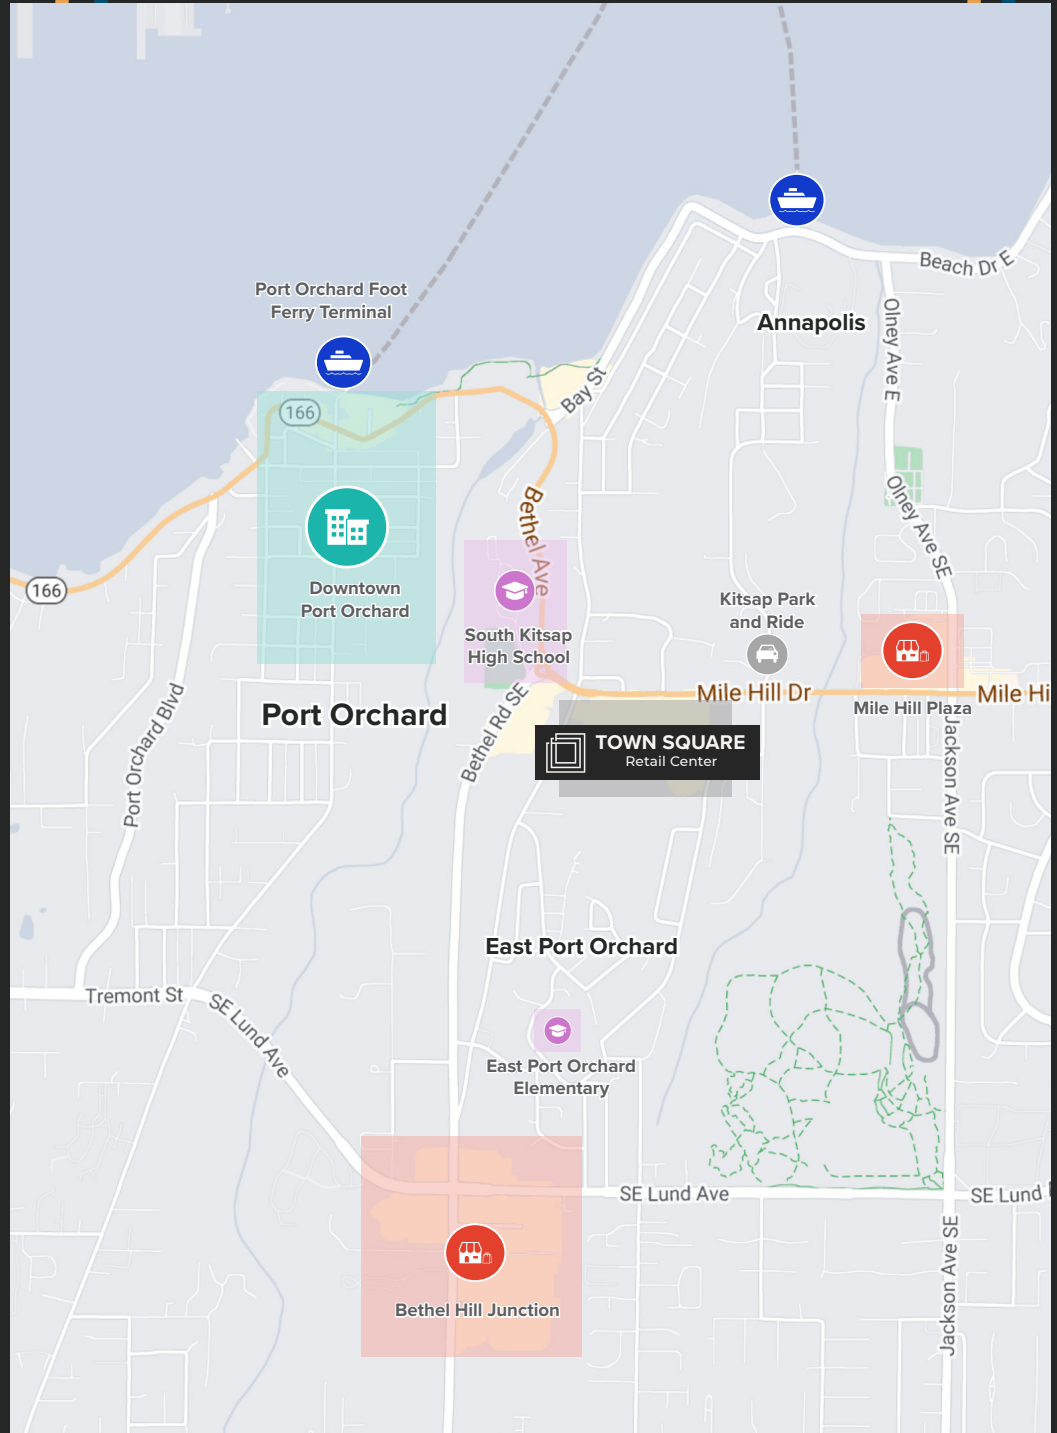 Beach Dr E
Port Orchard Foot
Ferry Terminal
Annapolis
Olney Ave E
Bay St
166
Bethel Ave
Olney Ave SE
166
Downtown
Port Orchard
South Kitsap
High School
Kitsap Park
and Ride
Mile Hill Dr
Mile Hi
Mile Hill Plaza
Port Orchard
Bethel Rd SE
TOWN SQUARE
Retail Center
Port Orchard Blvd
Jackson Ave SE
East Port Orchard
Tremont St
SE Lund Ave
East Port Orchard
Elementary
SE Lund Ave
SE Lund
Jackson Ave SE
Bethel Hill Junction